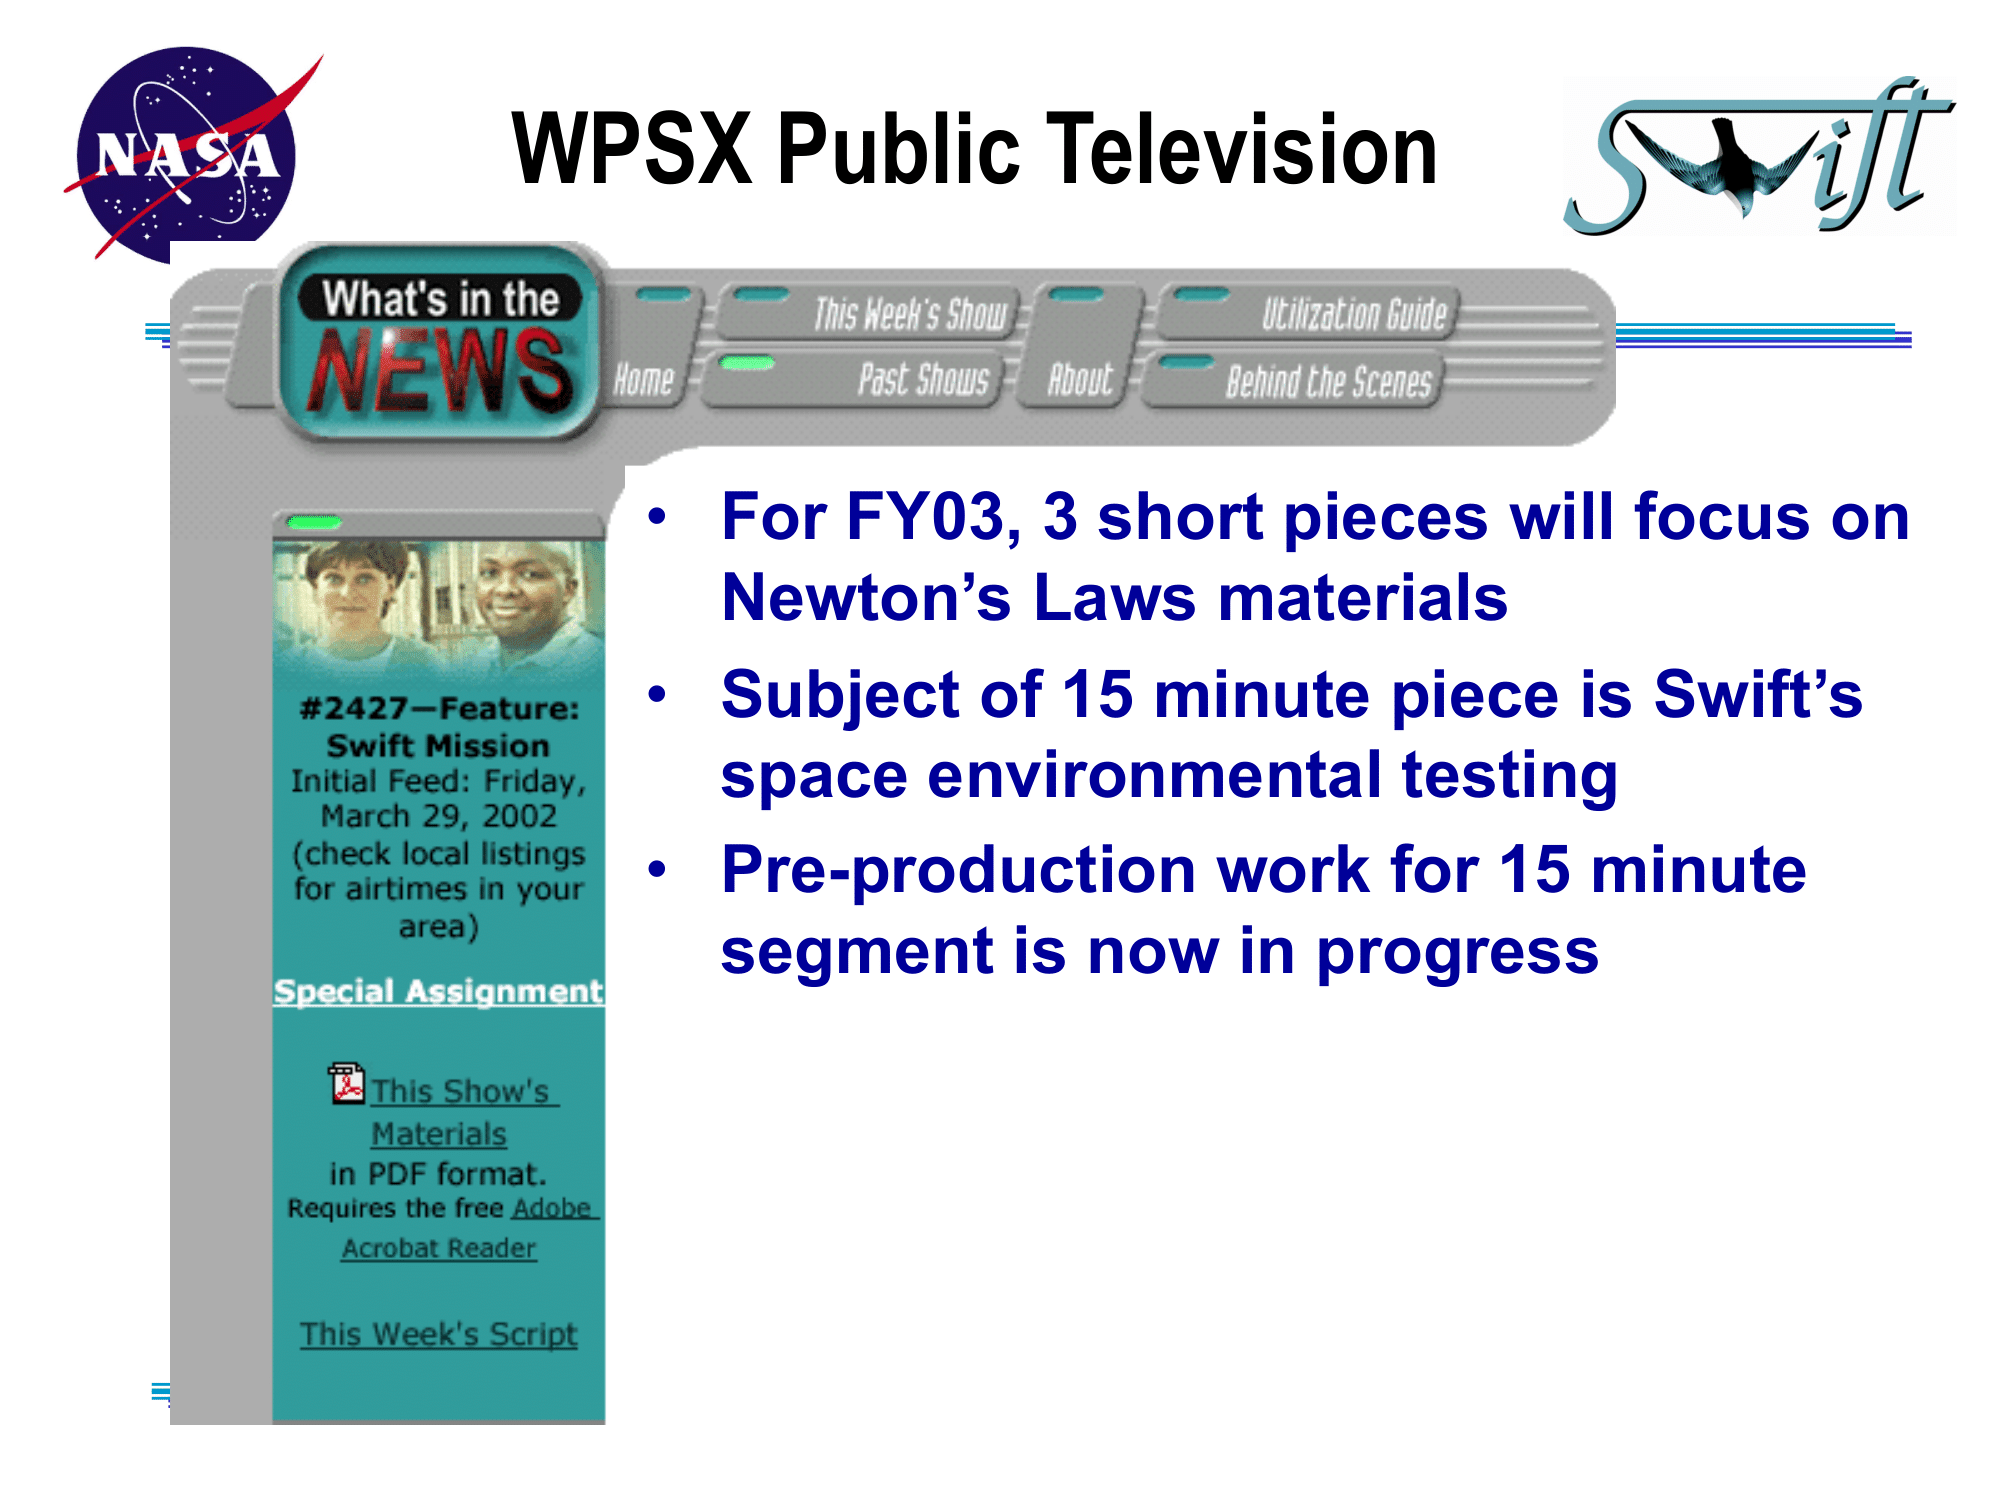 NASA
WPSX Public Television
Swift
What's in the
NEWS
Home
This Week's Show
Past Shows
About
Utilization Guide
Behind the Scenes
• For FY03, 3 short pieces will focus on
Newton’s Laws materials
• Subject of 15 minute piece is Swift’s
space environmental testing
• Pre-production work for 15 minute
segment is now in progress
#2427—Feature:
Swift Mission
Initial Feed: Friday,
March 29, 2002
(check local listings
for airtimes in your
area)
Special Assignment
This Show's
Materials
in PDF format.
Requires the free Adobe
Acrobat Reader
This Week's Script